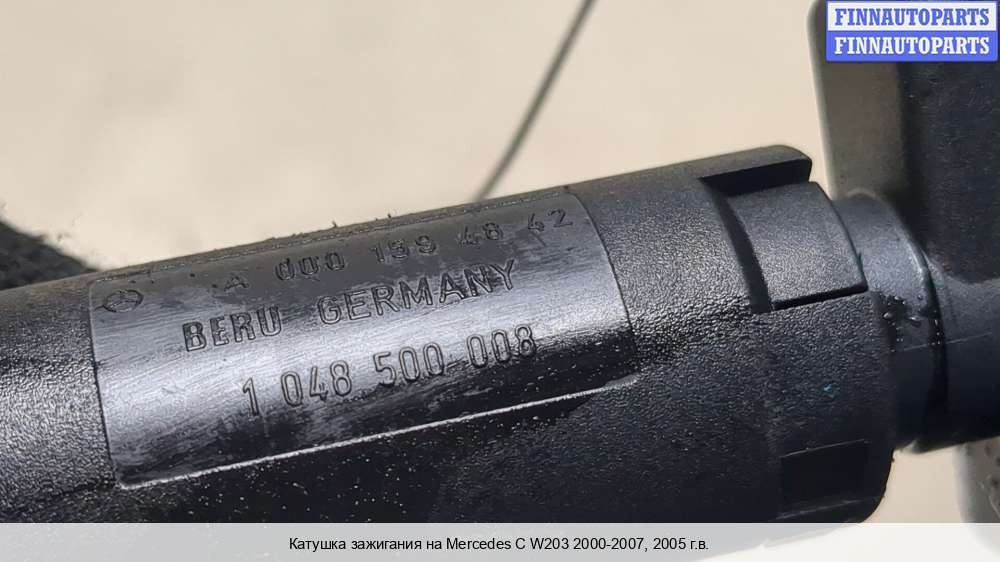 FINNAUTOPARTS
FINNAUTOPARTS
A 000 159 48 42
BERU GERMANY
1 048 500 008
Катушка зажигания на Mercedes C W203 2000-2007, 2005 г.в.